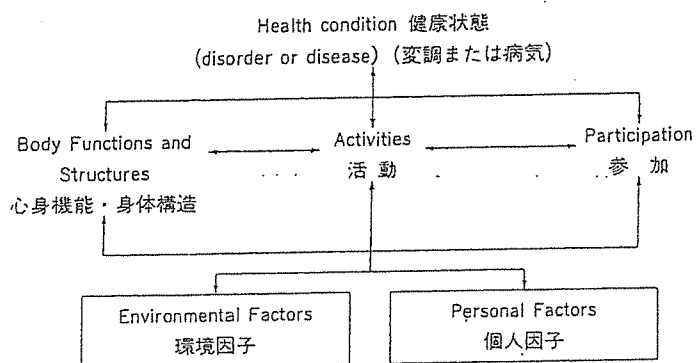 Health condition 健康状態
(disorder or disease) (変調または病気)
Body Functions and
Structures
心身機能・身体構造
Activities
活動
Participation
参加
Environmental Factors
環境因子
Personal Factors
個人因子